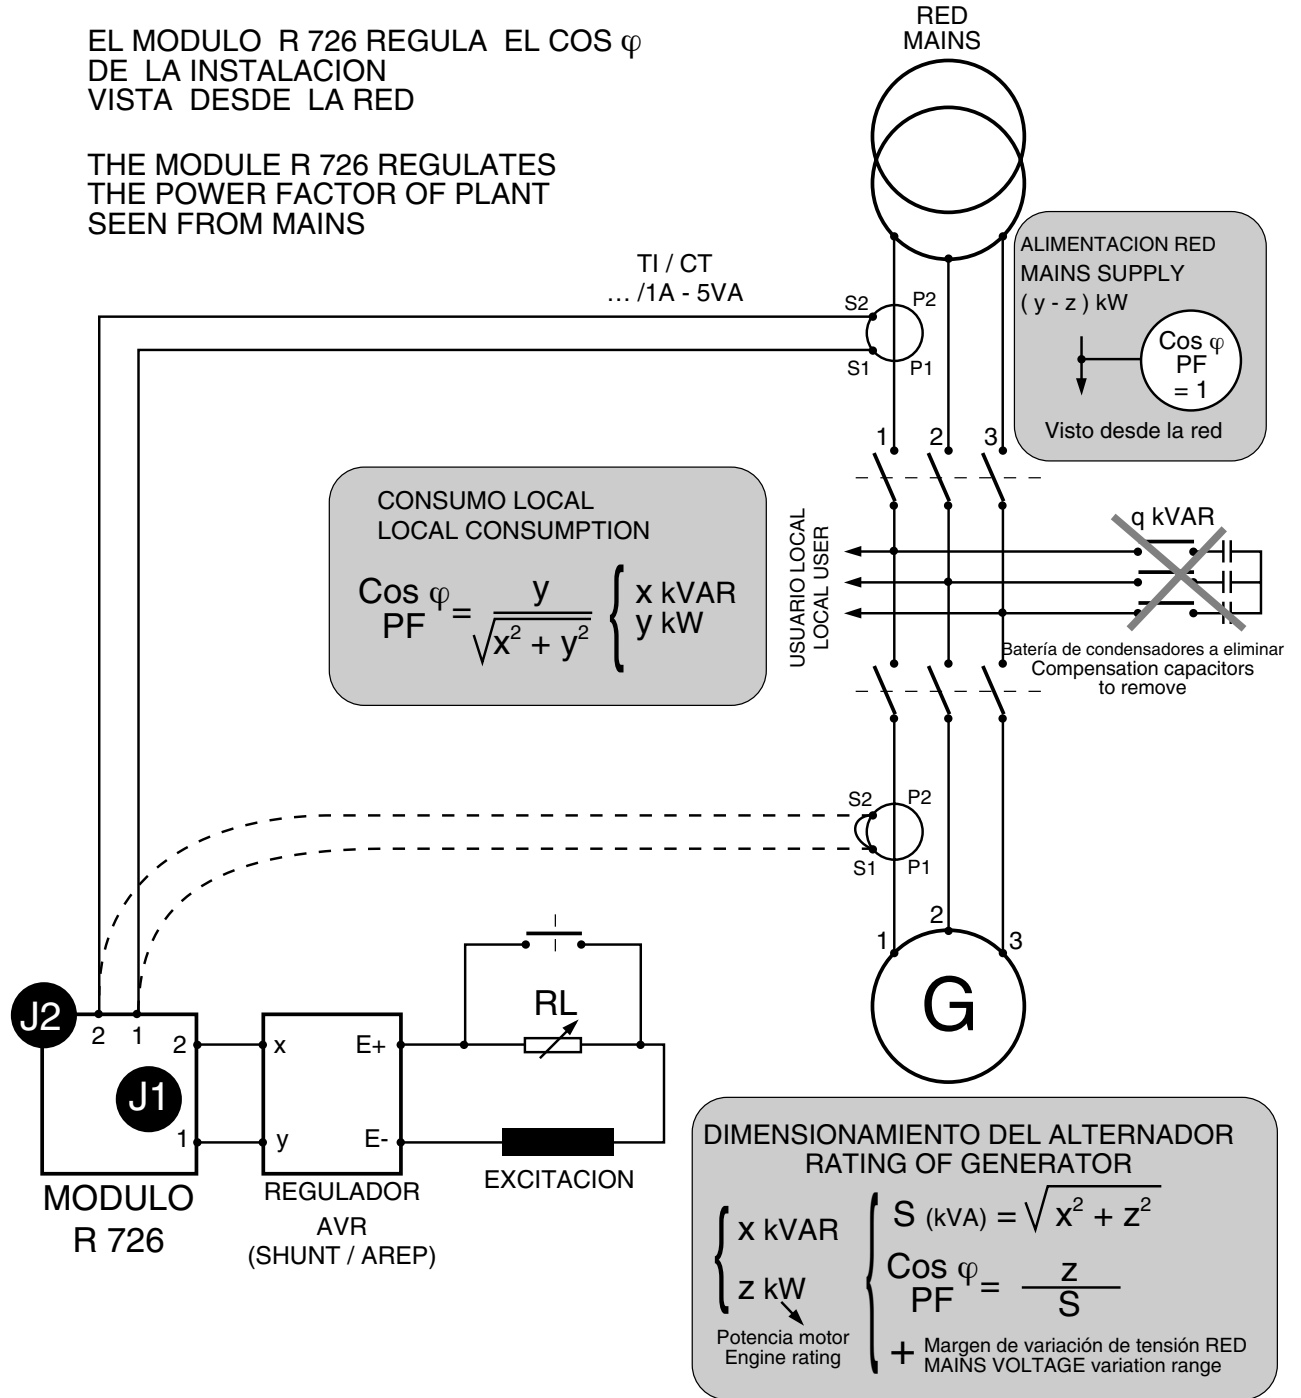 EL MODULO R 726 REGULA EL COS φ
DE LA INSTALACION
VISTA DESDE LA RED
THE MODULE R 726 REGULATES
THE POWER FACTOR OF PLANT
SEEN FROM MAINS
RED
MAINS
TI / CT
... /1A - 5VA
S2
P2
S1
P1
ALIMENTACION RED
MAINS SUPPLY
( y - z ) kW
Cos φ
PF
= 1
Visto desde la red
1
2
3
CONSUMO LOCAL
LOCAL CONSUMPTION
Cos φ
PF
= y / √x² + y²
{ x kVAR
y kW
USUARIO LOCAL
LOCAL USER
q kVAR
Batería de condensadores a eliminar
Compensation capacitors
to remove
S2
P2
S1
P1
1
2
3
G
J2
2
1
2
J1
1
MODULO
R 726
x
E+
y
E-
REGULADOR
AVR
(SHUNT / AREP)
RL
EXCITACION
DIMENSIONAMIENTO DEL ALTERNADOR
RATING OF GENERATOR
{ x kVAR
z kW
Potencia motor
Engine rating
{ S (kVA) = √x² + z²
Cos φ
PF
= z / S
+ Margen de variación de tensión RED
MAINS VOLTAGE variation range